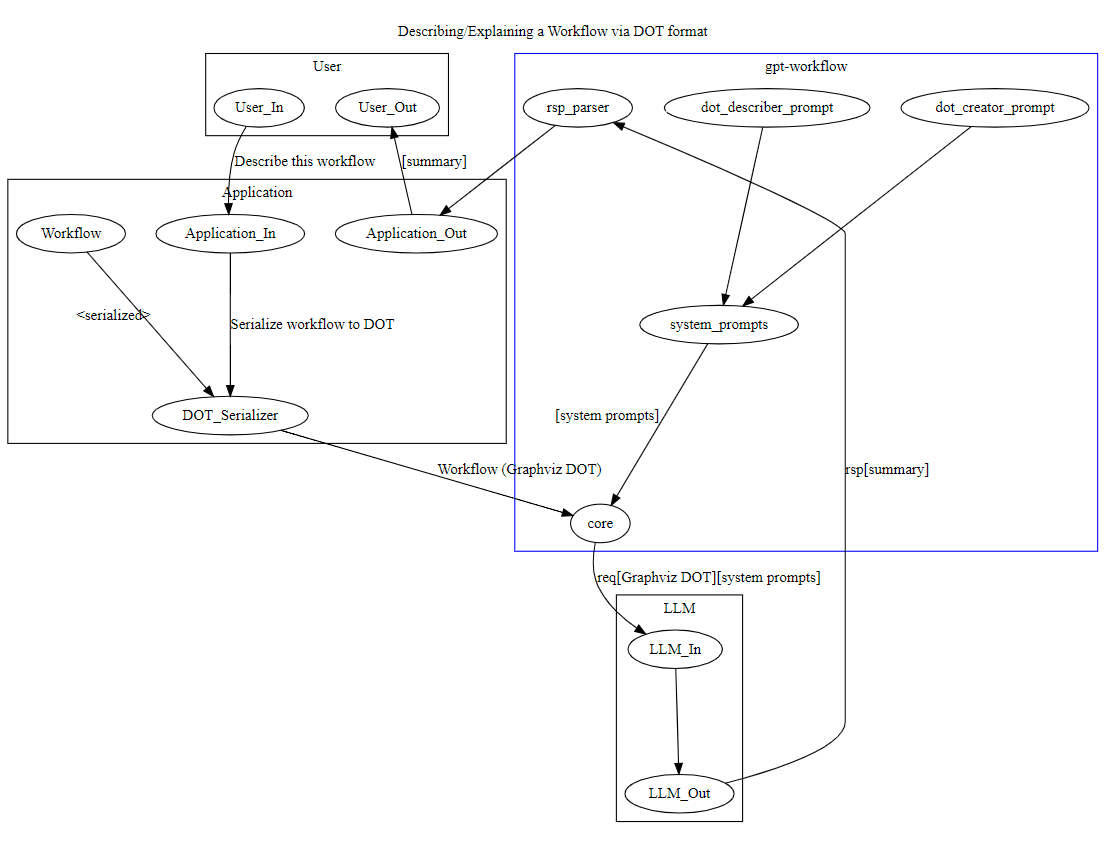 Describing/Explaining a Workflow via DOT format
User
gpt-workflow
User_In
User_Out
rsp_parser
dot_describer_prompt
dot_creator_prompt
Describe this workflow
[summary]
Application
Workflow
Application_In
Application_Out
<serialized>
Serialize workflow to DOT
system_prompts
DOT_Serializer
[system prompts]
Workflow (Graphviz DOT)
rsp[summary]
core
req[Graphviz DOT][system prompts]
LLM
LLM_In
LLM_Out